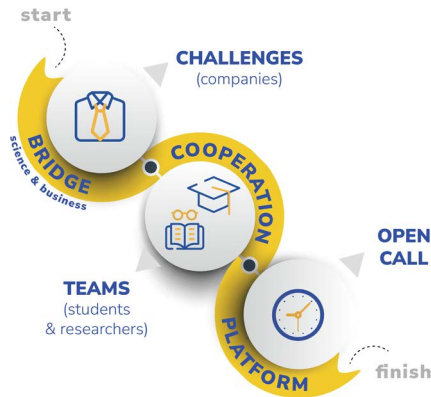 start
CHALLENGES
(companies)
BRIDGE
science & business
COOPERATION
TEAMS
(students
& researchers)
OPEN
CALL
PLATFORM
finish